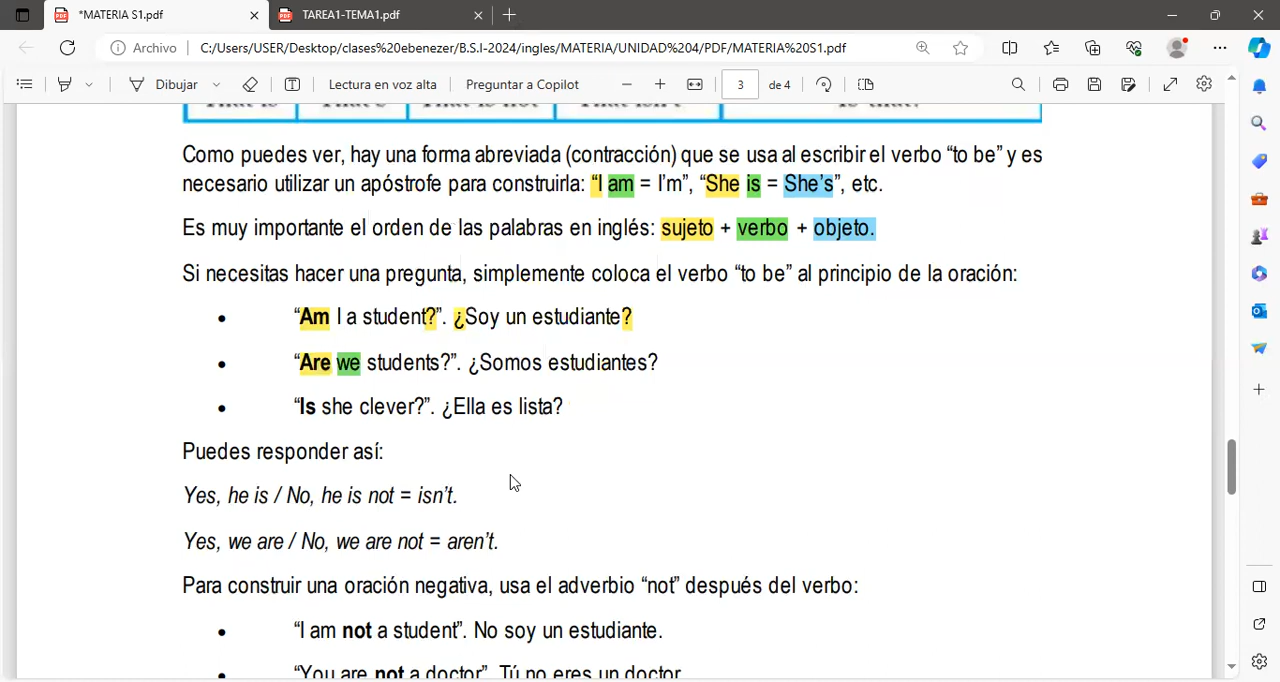 *MATERIA S1.pdf
TAREA1-TEMA1.pdf
Archivo
C:/Users/USER/Desktop/clases%20ebenezer/B.S.I-2024/ingles/MATERIA/UNIDAD%204/PDF/MATERIA%20S1.pdf
Dibujar
Lectura en voz alta
Preguntar a Copilot
3
de 4
Como puedes ver, hay una forma abreviada (contracción) que se usa al escribir el verbo “to be” y es
necesario utilizar un apóstrofe para construirla: “I am = I’m”, “She is = She’s”, etc.
Es muy importante el orden de las palabras en inglés: sujeto + verbo + objeto.
Si necesitas hacer una pregunta, simplemente coloca el verbo “to be” al principio de la oración:
• “Am I a student?”. ¿Soy un estudiante?
• “Are we students?”. ¿Somos estudiantes?
• “Is she clever?”. ¿Ella es lista?
Puedes responder así:
Yes, he is / No, he is not = isn’t.
Yes, we are / No, we are not = aren’t.
Para construir una oración negativa, usa el adverbio “not” después del verbo:
• “I am not a student”. No soy un estudiante.
• “You are not a doctor”. Tú no eres un doctor